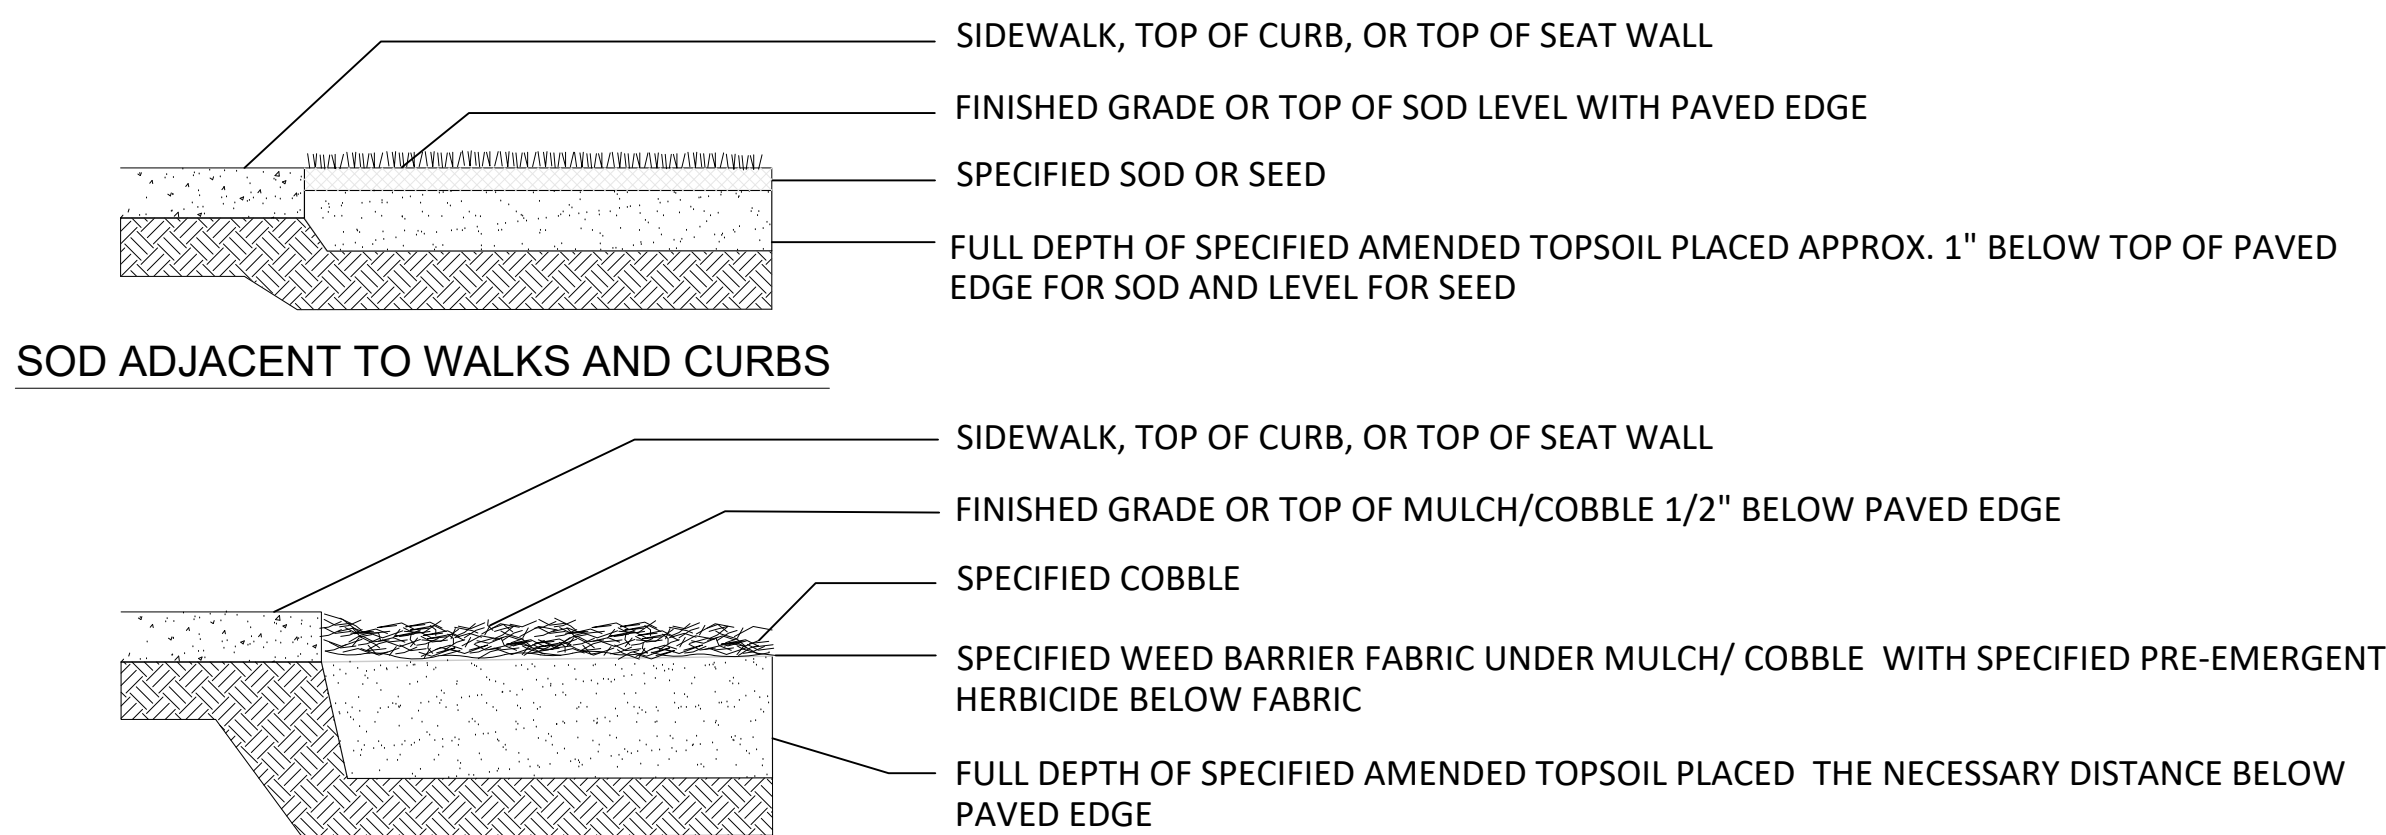 SIDEWALK, TOP OF CURB, OR TOP OF SEAT WALL
FINISHED GRADE OR TOP OF SOD LEVEL WITH PAVED EDGE
SPECIFIED SOD OR SEED
FULL DEPTH OF SPECIFIED AMENDED TOPSOIL PLACED APPROX. 1" BELOW TOP OF PAVED
EDGE FOR SOD AND LEVEL FOR SEED
SOD ADJACENT TO WALKS AND CURBS
SIDEWALK, TOP OF CURB, OR TOP OF SEAT WALL
FINISHED GRADE OR TOP OF MULCH/COBBLE 1/2" BELOW PAVED EDGE
SPECIFIED COBBLE
SPECIFIED WEED BARRIER FABRIC UNDER MULCH/ COBBLE  WITH SPECIFIED PRE-EMERGENT
HERBICIDE BELOW FABRIC
FULL DEPTH OF SPECIFIED AMENDED TOPSOIL PLACED  THE NECESSARY DISTANCE BELOW
PAVED EDGE